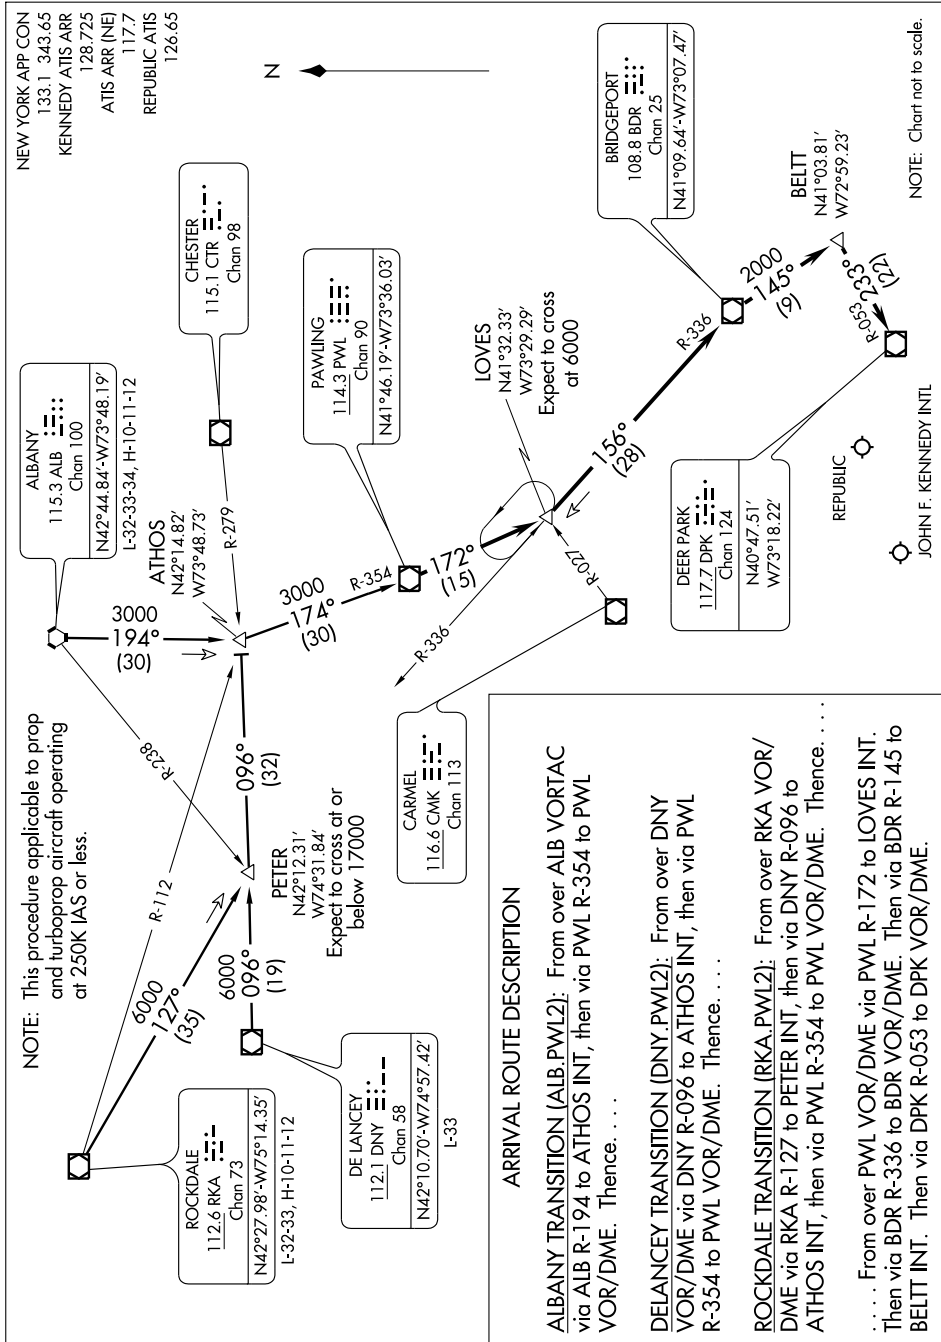 NEW YORK APP CON
133.1 343.65
KENNEDY ATIS ARR
128.725
ATIS ARR (NE)
117.7
REPUBLIC ATIS
126.65
N
NOTE: This procedure applicable to prop
and turboprop aircraft operating
at 250K IAS or less.
ALBANY
115.3 ALB
Chan 100
N42°44.84'-W73°48.19'
L-32-33-34, H-10-11-12
CHESTER
115.1 CTR
Chan 98
R-279
ATHOS
N42°14.82'
W73°48.73'
3000
194°
(30)
R-238
R-112
ROCKDALE
112.6 RKA
Chan 73
N42°27.98'-W75°14.35'
L-32-33, H-10-11-12
6000
127°
(35)
DE LANCEY
112.1 DNY
Chan 58
N42°10.70'-W74°57.42'
L-33
6000
096°
(19)
PETER
N42°12.31'
W74°31.84'
Expect to cross at or
below 17000
096°
(32)
3000
174°
(30)
R-354
PAWLING
114.3 PWL
Chan 90
N41°46.19'-W73°36.03'
172°
(15)
LOVES
N41°32.33'
W73°29.29'
Expect to cross
at 6000
R-336
R-027
CARMEL
116.6 CMK
Chan 113
156°
(28)
R-336
BRIDGEPORT
108.8 BDR
Chan 25
N41°09.64'-W73°07.47'
2000
145°
(9)
BELTT
N41°03.81'
W72°59.23'
R-053
233°
(22)
DEER PARK
117.7 DPK
Chan 124
N40°47.51'
W73°18.22'
REPUBLIC
JOHN F. KENNEDY INTL
NOTE: Chart not to scale.
ARRIVAL ROUTE DESCRIPTION
ALBANY TRANSITION (ALB.PWL2): From over ALB VORTAC
via ALB R-194 to ATHOS INT, then via PWL R-354 to PWL
VOR/DME. Thence. . . .
DELANCEY TRANSITION (DNY.PWL2): From over DNY
VOR/DME via DNY R-096 to ATHOS INT, then via PWL
R-354 to PWL VOR/DME. Thence. . . .
ROCKDALE TRANSITION (RKA.PWL2): From over RKA VOR/
DME via RKA R-127 to PETER INT, then via DNY R-096 to
ATHOS INT, then via PWL R-354 to PWL VOR/DME. Thence. . . .
. . . . From over PWL VOR/DME via PWL R-172 to LOVES INT.
Then via BDR R-336 to BDR VOR/DME. Then via BDR R-145 to
BELTT INT. Then via DPK R-053 to DPK VOR/DME.